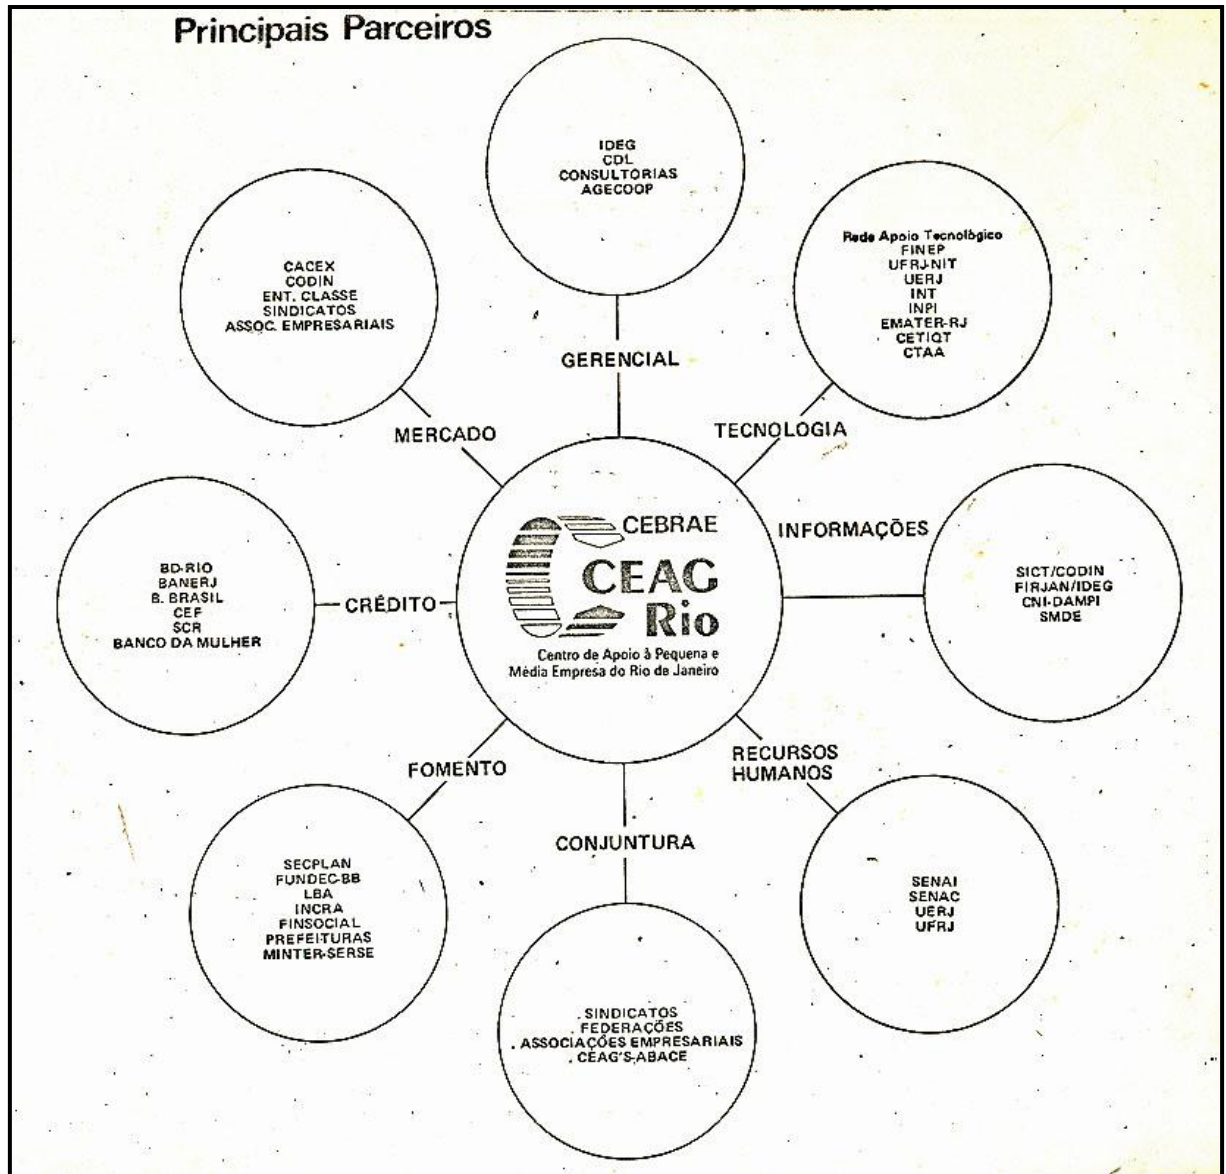 Principais Parceiros
IDEG
CDL
CONSULTORIAS
AGECOOP
GERENCIAL
Rede Apoio Tecnológico
FINEP
UFRJ-NIT
UERJ
INT
INPI
EMATER-RJ
CETIQT
CTAA
TECNOLOGIA
CACEX
CODIN
ENT. CLASSE
SINDICATOS
ASSOC. EMPRESARIAIS
MERCADO
CEBRAE
CEAG
Rio
Centro de Apoio à Pequena e
Média Empresa do Rio de Janeiro
INFORMAÇÕES
SICT/CODIN
FIRJAN/IDEG
CNI-DAMPI
SMDE
BD-RIO
BANERJ
B. BRASIL
CEF
SCR
BANCO DA MULHER
CRÉDITO
FOMENTO
SECPLAN
FUNDEC-BB
LBA
INCRA
FINSOCIAL
PREFEITURAS
MINTER-SERSE
RECURSOS
HUMANOS
SENAI
SENAC
UERJ
UFRJ
CONJUNTURA
. SINDICATOS
. FEDERAÇÕES
. ASSOCIAÇÕES EMPRESARIAIS
. CEAG'S-ABACE